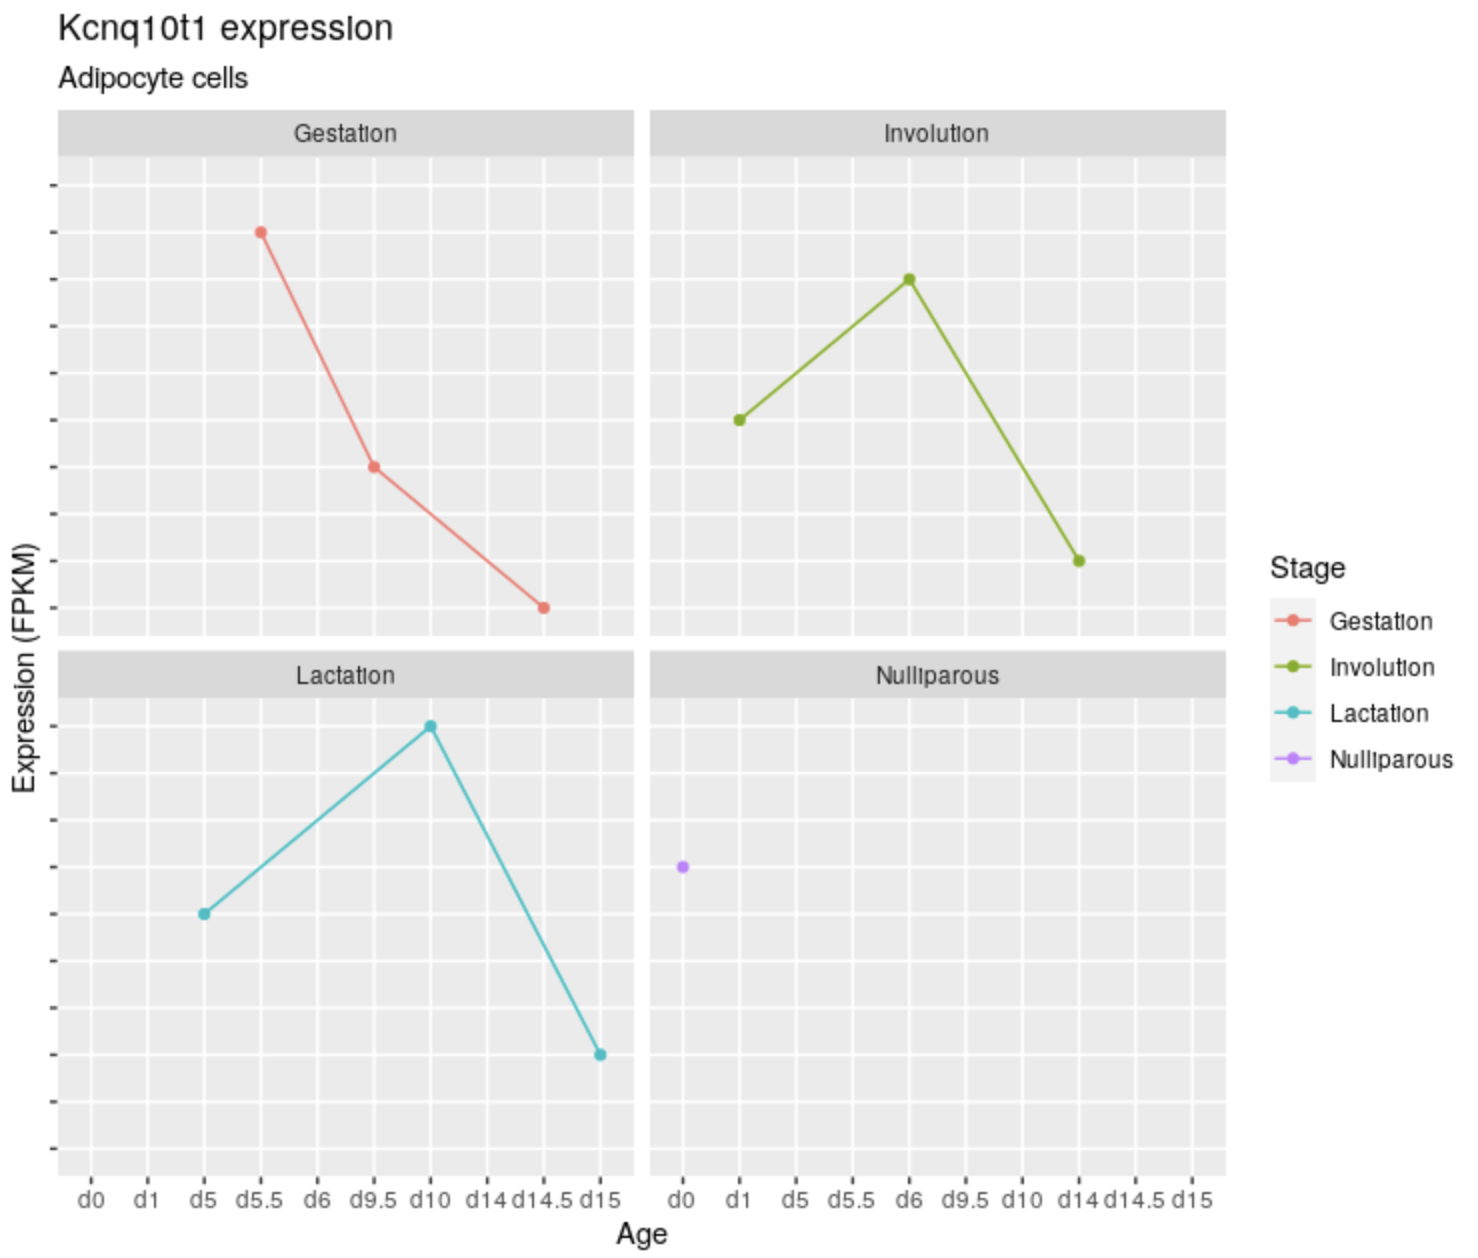 Kcnq10t1 expression
Adipocyte cells
Gestation
Involution
Lactation
Nulliparous
Expression (FPKM)
d0 d1 d5 d5.5 d6 d9.5 d10 d14 d14.5 d15
d0 d1 d5 d5.5 d6 d9.5 d10 d14 d14.5 d15
Age
Stage
Gestation
Involution
Lactation
Nulliparous